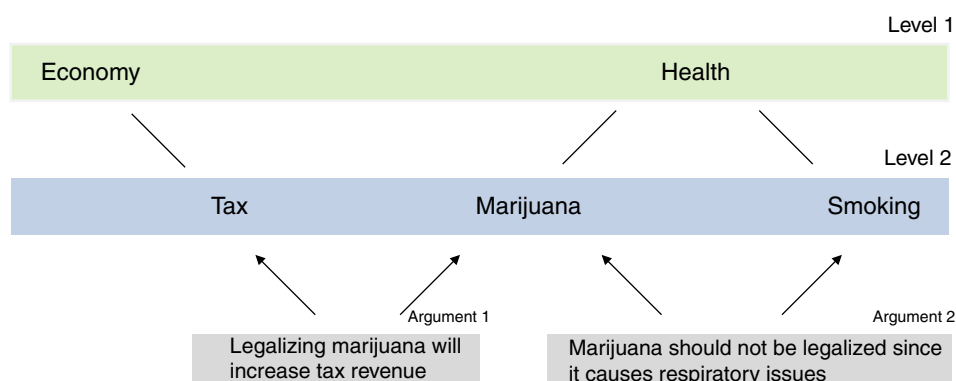 Level 1
Economy
Health
Level 2
Tax
Marijuana
Smoking
Argument 1
Legalizing marijuana will
increase tax revenue
Argument 2
Marijuana should not be legalized since
it causes respiratory issues